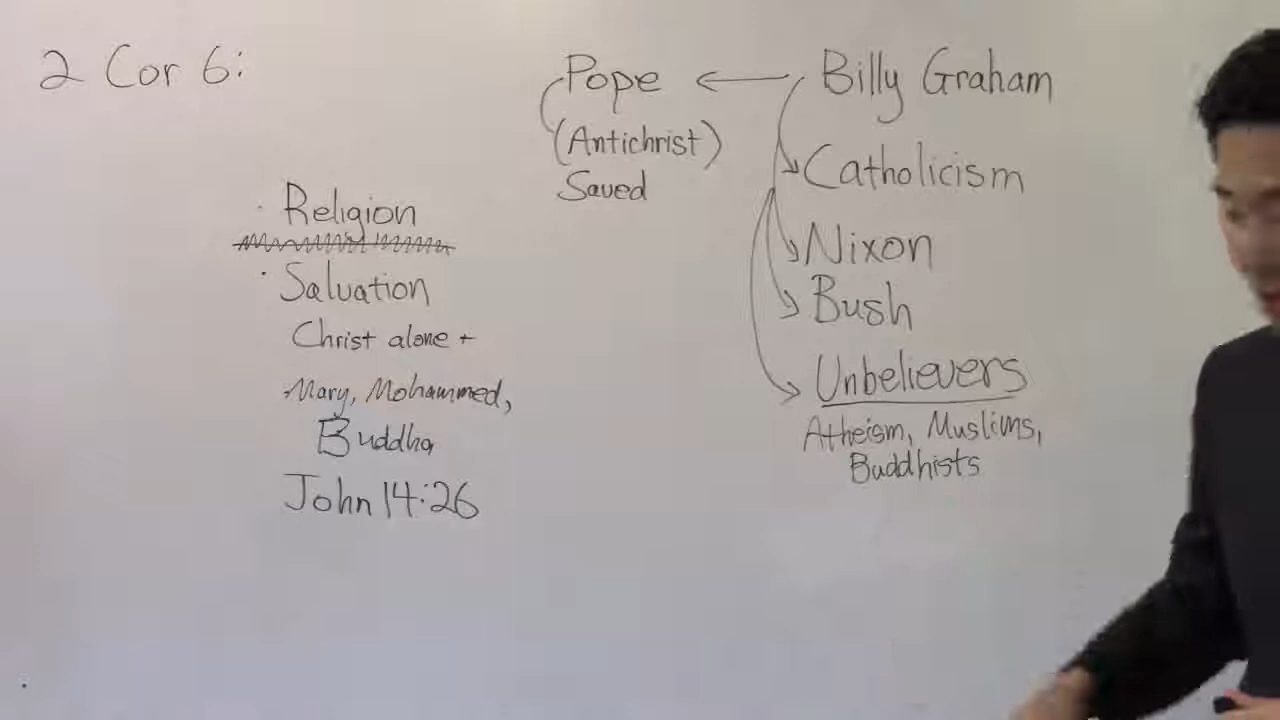 2 Cor 6:
Religion
Salvation
Christ alone +
Mary, Mohammed,
Buddha
John 14:26
Pope
(Antichrist)
Saved
Billy Graham
Catholicism
Nixon
Bush
Unbelievers
Atheism, Muslims,
Buddhists